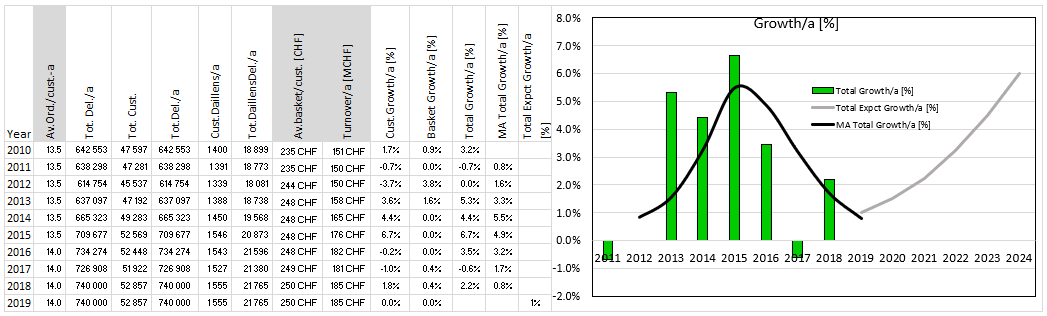 Year Av.Ord./cust.-a Tot. Del./a Tot. Cust. Tot.Del./a Cust.Daillens/a Tot.DaillensDel./a Av.basket/cust. [CHF] Turnover/a [MCHF] Cust.Growth/a [%] Basket Growth/a [%] Total Growth/a [%] MA Total Growth/a [%] Total Expct Growth/a [%]
2010 13.5 642 553 47 597 642 553 1400 18 899 235 CHF 151 CHF 1.7% 0.9% 3.2%
2011 13.5 638 298 47 281 638 298 1391 18 773 235 CHF 150 CHF -0.7% 0.0% -0.7% 0.8%
2012 13.5 614 754 45 537 614 754 1339 18 081 244 CHF 150 CHF -3.7% 3.8% 0.0% 1.6%
2013 13.5 637 097 47 192 637 097 1388 18 738 248 CHF 158 CHF 3.6% 1.6% 5.3% 3.3%
2014 13.5 665 323 49 283 665 323 1450 19 568 248 CHF 165 CHF 4.4% 0.0% 4.4% 5.5%
2015 13.5 709 677 52 569 709 677 1546 20 873 248 CHF 176 CHF 6.7% 0.0% 6.7% 4.9%
2016 14.0 734 274 52 448 734 274 1543 21 596 248 CHF 182 CHF -0.2% 0.0% 3.5% 3.2%
2017 14.0 726 908 51 922 726 908 1527 21 380 249 CHF 181 CHF -1.0% 0.4% -0.6% 1.7%
2018 14.0 740 000 52 857 740 000 1555 21 765 250 CHF 185 CHF 1.8% 0.4% 2.2% 0.8%
2019 14.0 740 000 52 857 740 000 1555 21 765 250 CHF 185 CHF 0.0% 0.0% 1%
Growth/a [%]
8.0%
7.0%
6.0%
5.0%
4.0%
3.0%
2.0%
1.0%
0.0%
-1.0%
-2.0%
Total Growth/a [%]
Total Expct Growth/a [%]
MA Total Growth/a [%]
2011 2012 2013 2014 2015 2016 2017 2018 2019 2020 2021 2022 2023 2024